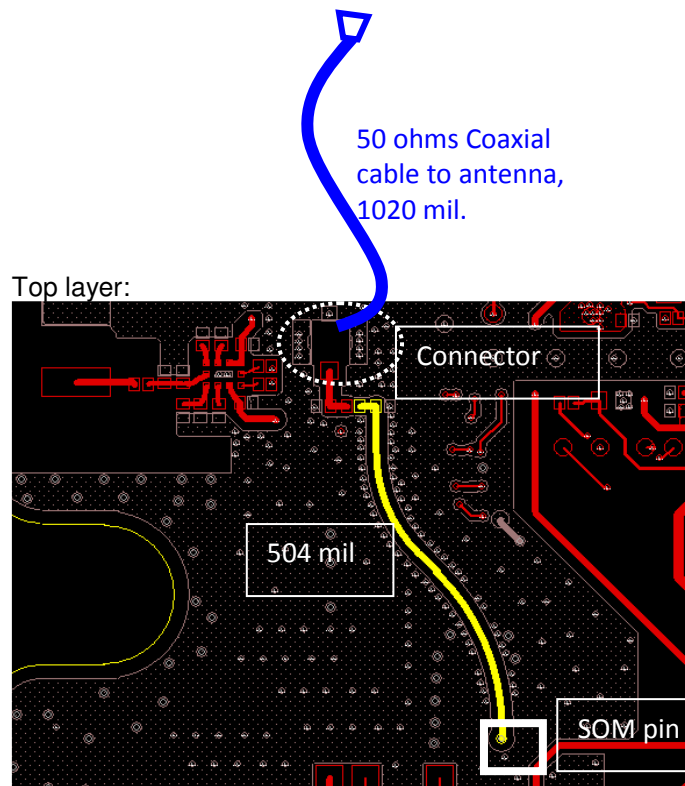 50 ohms Coaxial
cable to antenna,
1020 mil.
Top layer:
Connector
504 mil
SOM pin